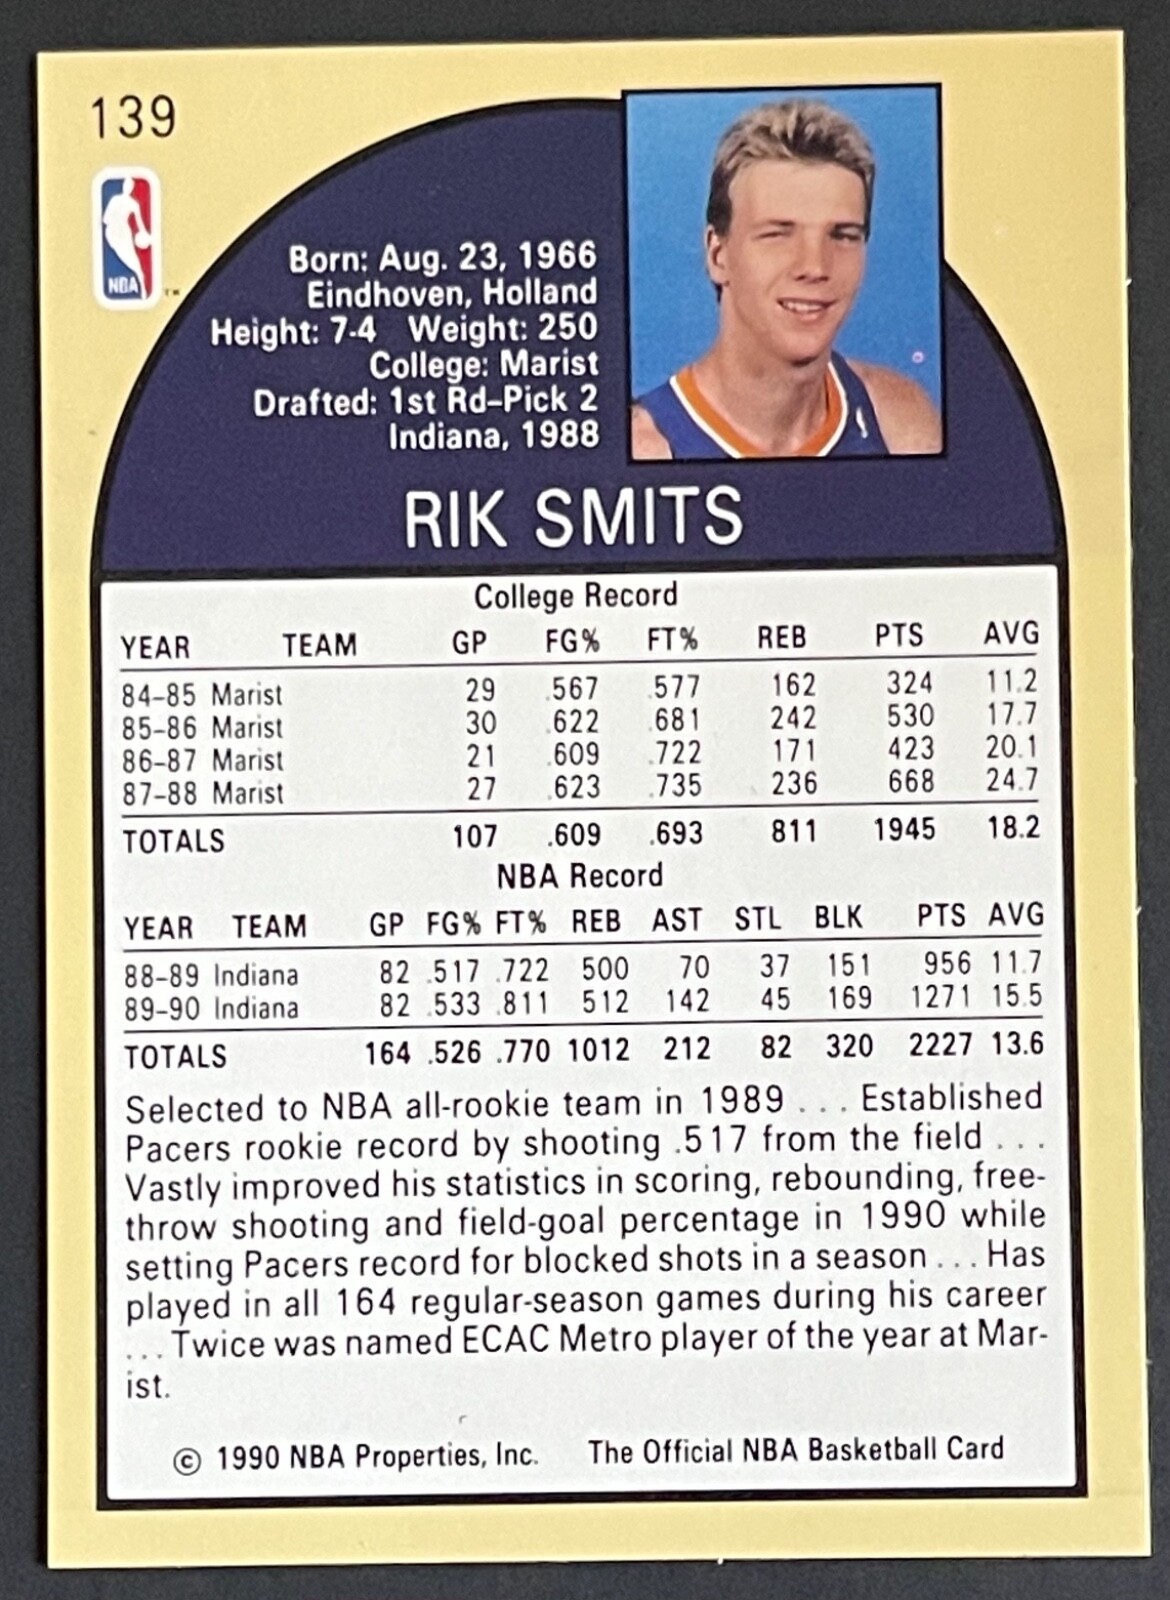 139
NBA
TM
Born: Aug. 23, 1966
Eindhoven, Holland
Height: 7-4 Weight: 250
College: Marist
Drafted: 1st Rd–Pick 2
Indiana, 1988
RIK SMITS
College Record
YEAR TEAM GP FG% FT% REB PTS AVG
84–85 Marist 29 .567 .577 162 324 11.2
85–86 Marist 30 .622 .681 242 530 17.7
86–87 Marist 21 .609 .722 171 423 20.1
87–88 Marist 27 .623 .735 236 668 24.7
TOTALS 107 .609 .693 811 1945 18.2
NBA Record
YEAR TEAM GP FG% FT% REB AST STL BLK PTS AVG
88–89 Indiana 82 .517 .722 500 70 37 151 956 11.7
89–90 Indiana 82 .533 .811 512 142 45 169 1271 15.5
TOTALS 164 .526 .770 1012 212 82 320 2227 13.6
Selected to NBA all-rookie team in 1989 . . . Established
Pacers rookie record by shooting .517 from the field . . .
Vastly improved his statistics in scoring, rebounding, free-
throw shooting and field-goal percentage in 1990 while
setting Pacers record for blocked shots in a season . . . Has
played in all 164 regular-season games during his career
. . . Twice was named ECAC Metro player of the year at Mar-
ist.
© 1990 NBA Properties, Inc. The Official NBA Basketball Card